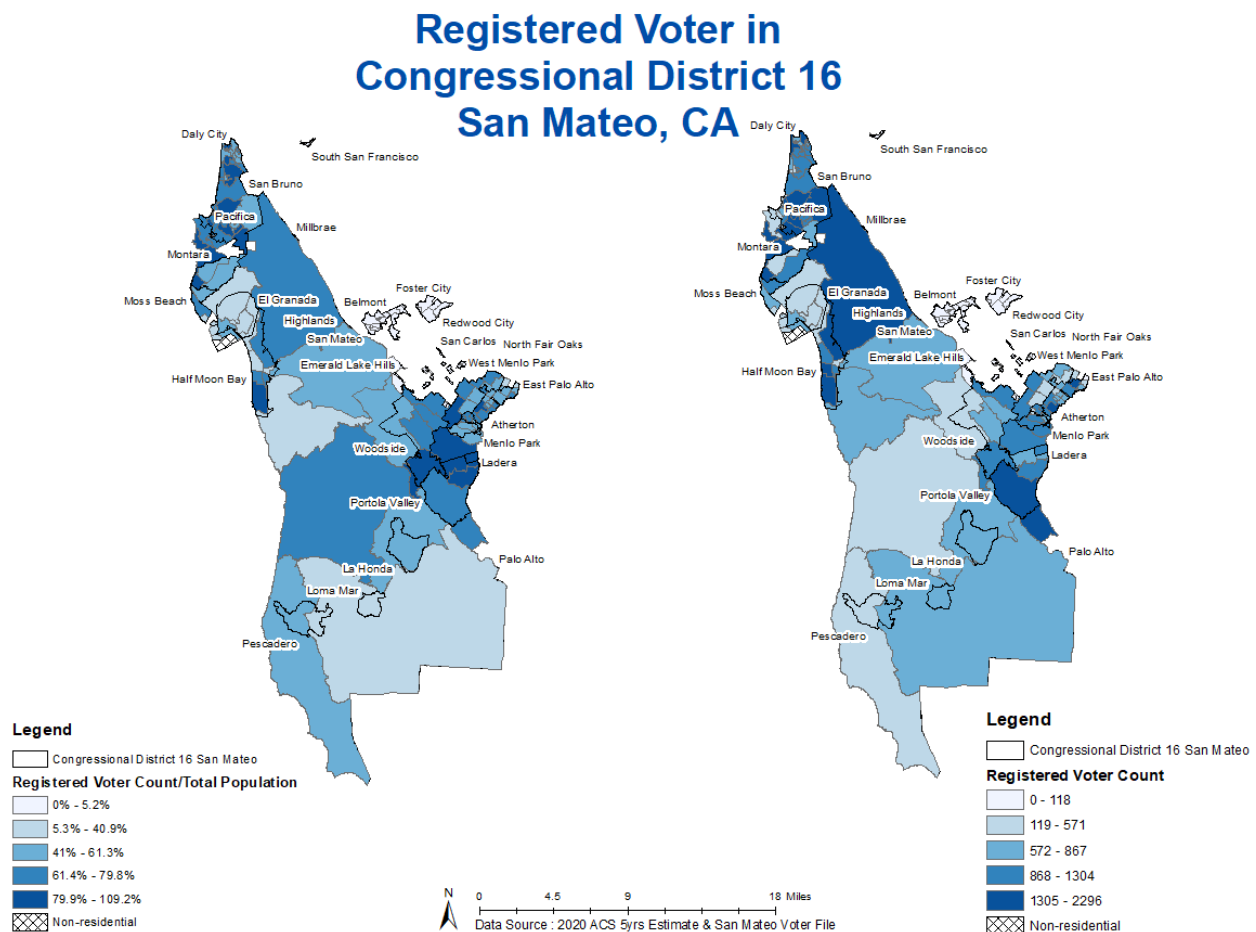 Registered Voter in
Congressional District 16
San Mateo, CA
Daly City
South San Francisco
San Bruno
Pacifica
Millbrae
Montara
Moss Beach
El Granada
Belmont
Foster City
Highlands
Redwood City
San Mateo
San Carlos
North Fair Oaks
Emerald Lake Hills
West Menlo Park
Half Moon Bay
East Palo Alto
Atherton
Woodside
Menlo Park
Ladera
Portola Valley
Palo Alto
La Honda
Loma Mar
Pescadero
Daly City
South San Francisco
San Bruno
Pacifica
Millbrae
Montara
Moss Beach
El Granada
Belmont
Foster City
Highlands
Redwood City
San Mateo
San Carlos
North Fair Oaks
Emerald Lake Hills
West Menlo Park
Half Moon Bay
East Palo Alto
Atherton
Woodside
Menlo Park
Ladera
Portola Valley
Palo Alto
La Honda
Loma Mar
Pescadero
Legend
Congressional District 16 San Mateo
Registered Voter Count/Total Population
0% - 5.2%
5.3% - 40.9%
41% - 61.3%
61.4% - 79.8%
79.9% - 109.2%
Non-residential
N
0 4.5 9 18 Miles
Data Source : 2020 ACS 5yrs Estimate & San Mateo Voter File
Legend
Congressional District 16 San Mateo
Registered Voter Count
0 - 118
119 - 571
572 - 867
868 - 1304
1305 - 2296
Non-residential